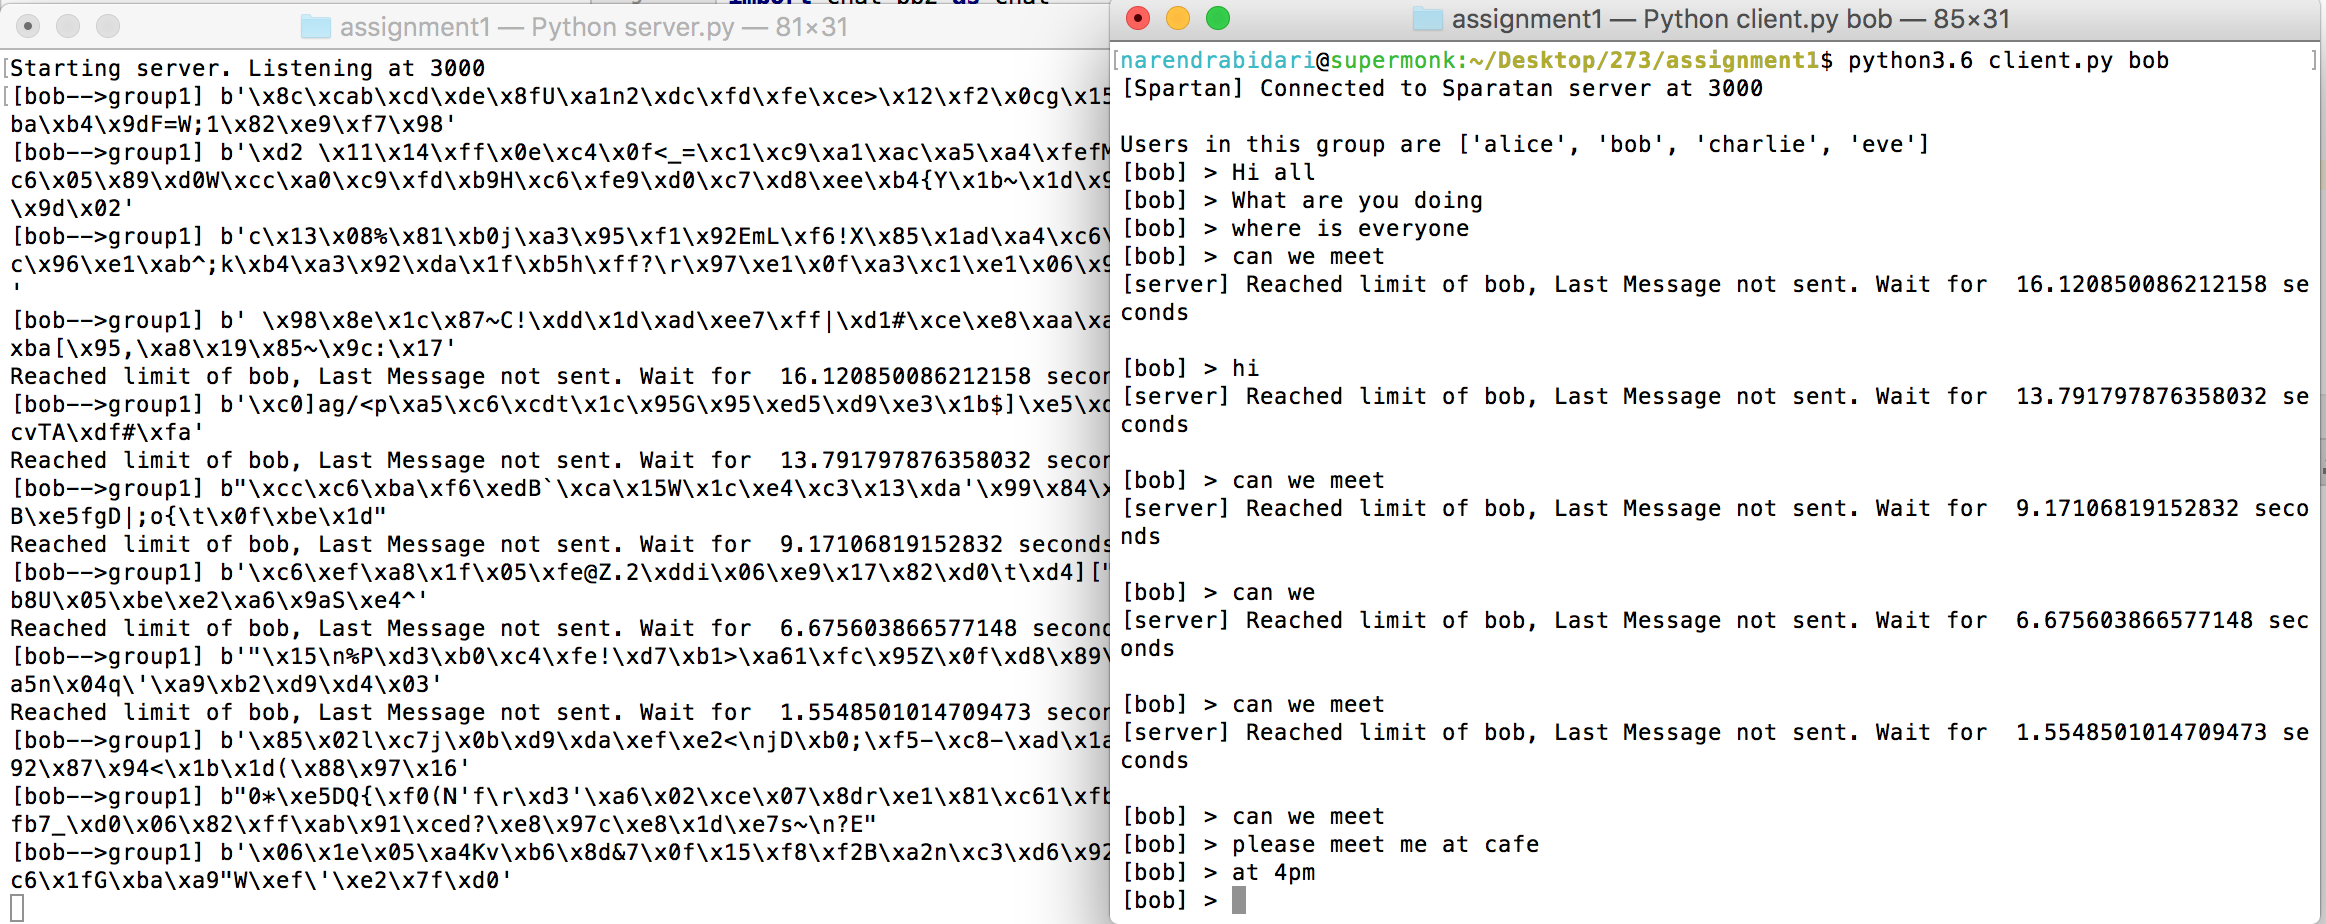 import chat_pb2 as chat
assignment1 — Python server.py — 81×31
Starting server. Listening at 3000
[bob-->group1] b'\x8c\xcab\xcd\xde\x8fU\xa1n2\xdc\xfd\xfe\xce>\x12\xf2\x0cg\x15
ba\xb4\x9dF=W;1\x82\xe9\xf7\x98'
[bob-->group1] b'\xd2 \x11\x14\xff\x0e\xc4\x0f<_=\xc1\xc9\xa1\xac\xa5\xa4\xfefM
c6\x05\x89\xd0W\xcc\xa0\xc9\xfd\xb9H\xc6\xfe9\xd0\xc7\xd8\xee\xb4{Y\x1b~\x1d\x9
\x9d\x02'
[bob-->group1] b'c\x13\x08%\x81\xb0j\xa3\x95\xf1\x92EmL\xf6!X\x85\x1ad\xa4\xc6\
c\x96\xe1\xab^;k\xb4\xa3\x92\xda\x1f\xb5h\xff?\r\x97\xe1\x0f\xa3\xc1\xe1\x06\x9
'
[bob-->group1] b' \x98\x8e\x1c\x87~C!\xdd\x1d\xad\xee7\xff|\xd1#\xce\xe8\xaa\xa
xba[\x95,\xa8\x19\x85~\x9c:\x17'
Reached limit of bob, Last Message not sent. Wait for  16.120850086212158 secon
[bob-->group1] b'\xc0]ag/<p\xa5\xc6\xcdt\x1c\x95G\x95\xed5\xd9\xe3\x1b$]\xe5\xc
cvTA\xdf#\xfa'
Reached limit of bob, Last Message not sent. Wait for  13.791797876358032 secon
[bob-->group1] b"\xcc\xc6\xba\xf6\xedB`\xca\x15W\x1c\xe4\xc3\x13\xda'\x99\x84\x
B\xe5fgD|;o{\t\x0f\xbe\x1d"
Reached limit of bob, Last Message not sent. Wait for  9.17106819152832 seconds
[bob-->group1] b'\xc6\xef\xa8\x1f\x05\xfe@Z.2\xddi\x06\xe9\x17\x82\xd0\t\xd4]["
b8U\x05\xbe\xe2\xa6\x9aS\xe4^'
Reached limit of bob, Last Message not sent. Wait for  6.675603866577148 second
[bob-->group1] b'"\x15\n%P\xd3\xb0\xc4\xfe!\xd7\xb1>\xa61\xfc\x95Z\x0f\xd8\x89\
a5n\x04q\'\xa9\xb2\xd9\xd4\x03'
Reached limit of bob, Last Message not sent. Wait for  1.5548501014709473 secon
[bob-->group1] b'\x85\x02l\xc7j\x0b\xd9\xda\xef\xe2<\njD\xb0;\xf5-\xc8-\xad\x1a
92\x87\x94<\x1b\x1d(\x88\x97\x16'
[bob-->group1] b"0*\xe5DQ{\xf0(N'f\r\xd3'\xa6\x02\xce\x07\x8dr\xe1\x81\xc61\xfb
fb7_\xd0\x06\x82\xff\xab\x91\xced?\xe8\x97c\xe8\x1d\xe7s~\n?E"
[bob-->group1] b'\x06\x1e\x05\xa4Kv\xb6\x8d&7\x0f\x15\xf8\xf2B\xa2n\xc3\xd6\x92
c6\x1fG\xba\xa9"W\xef\'\xe2\x7f\xd0'
assignment1 — Python client.py bob — 85×31
narendrabidari@supermonk:~/Desktop/273/assignment1$ python3.6 client.py bob
[Spartan] Connected to Sparatan server at 3000
Users in this group are ['alice', 'bob', 'charlie', 'eve']
[bob] > Hi all
[bob] > What are you doing
[bob] > where is everyone
[bob] > can we meet
[server] Reached limit of bob, Last Message not sent. Wait for  16.120850086212158 se
conds
[bob] > hi
[server] Reached limit of bob, Last Message not sent. Wait for  13.791797876358032 se
conds
[bob] > can we meet
[server] Reached limit of bob, Last Message not sent. Wait for  9.17106819152832 seco
nds
[bob] > can we
[server] Reached limit of bob, Last Message not sent. Wait for  6.675603866577148 sec
onds
[bob] > can we meet
[server] Reached limit of bob, Last Message not sent. Wait for  1.5548501014709473 se
conds
[bob] > can we meet
[bob] > please meet me at cafe
[bob] > at 4pm
[bob] >